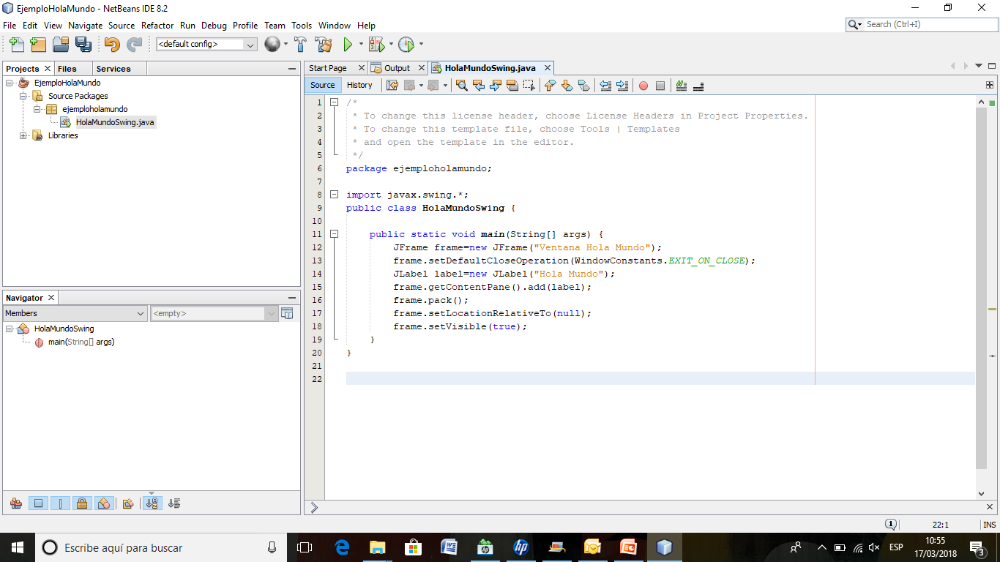 EjemploHolaMundo - NetBeans IDE 8.2
File Edit View Navigate Source Refactor Run Debug Profile Team Tools Window Help
Search (Ctrl+I)
<default config>
Projects Files Services
EjemploHolaMundo
Source Packages
ejemploholamundo
HolaMundoSwing.java
Libraries
Navigator
Members <empty>
HolaMundoSwing
main(String[] args)
Start Page Output HolaMundoSwing.java
Source History
1 /*
2 * To change this license header, choose License Headers in Project Properties.
3 * To change this template file, choose Tools | Templates
4 * and open the template in the editor.
5 */
6 package ejemploholamundo;
7
8 import javax.swing.*;
9 public class HolaMundoSwing {
10
11 public static void main(String[] args) {
12 JFrame frame=new JFrame("Ventana Hola Mundo");
13 frame.setDefaultCloseOperation(WindowConstants.EXIT_ON_CLOSE);
14 JLabel label=new JLabel("Hola Mundo");
15 frame.getContentPane().add(label);
16 frame.pack();
17 frame.setLocationRelativeTo(null);
18 frame.setVisible(true);
19 }
20 }
21
22
1 22:1 INS
Escribe aquí para buscar
ESP
10:55
17/03/2018
3